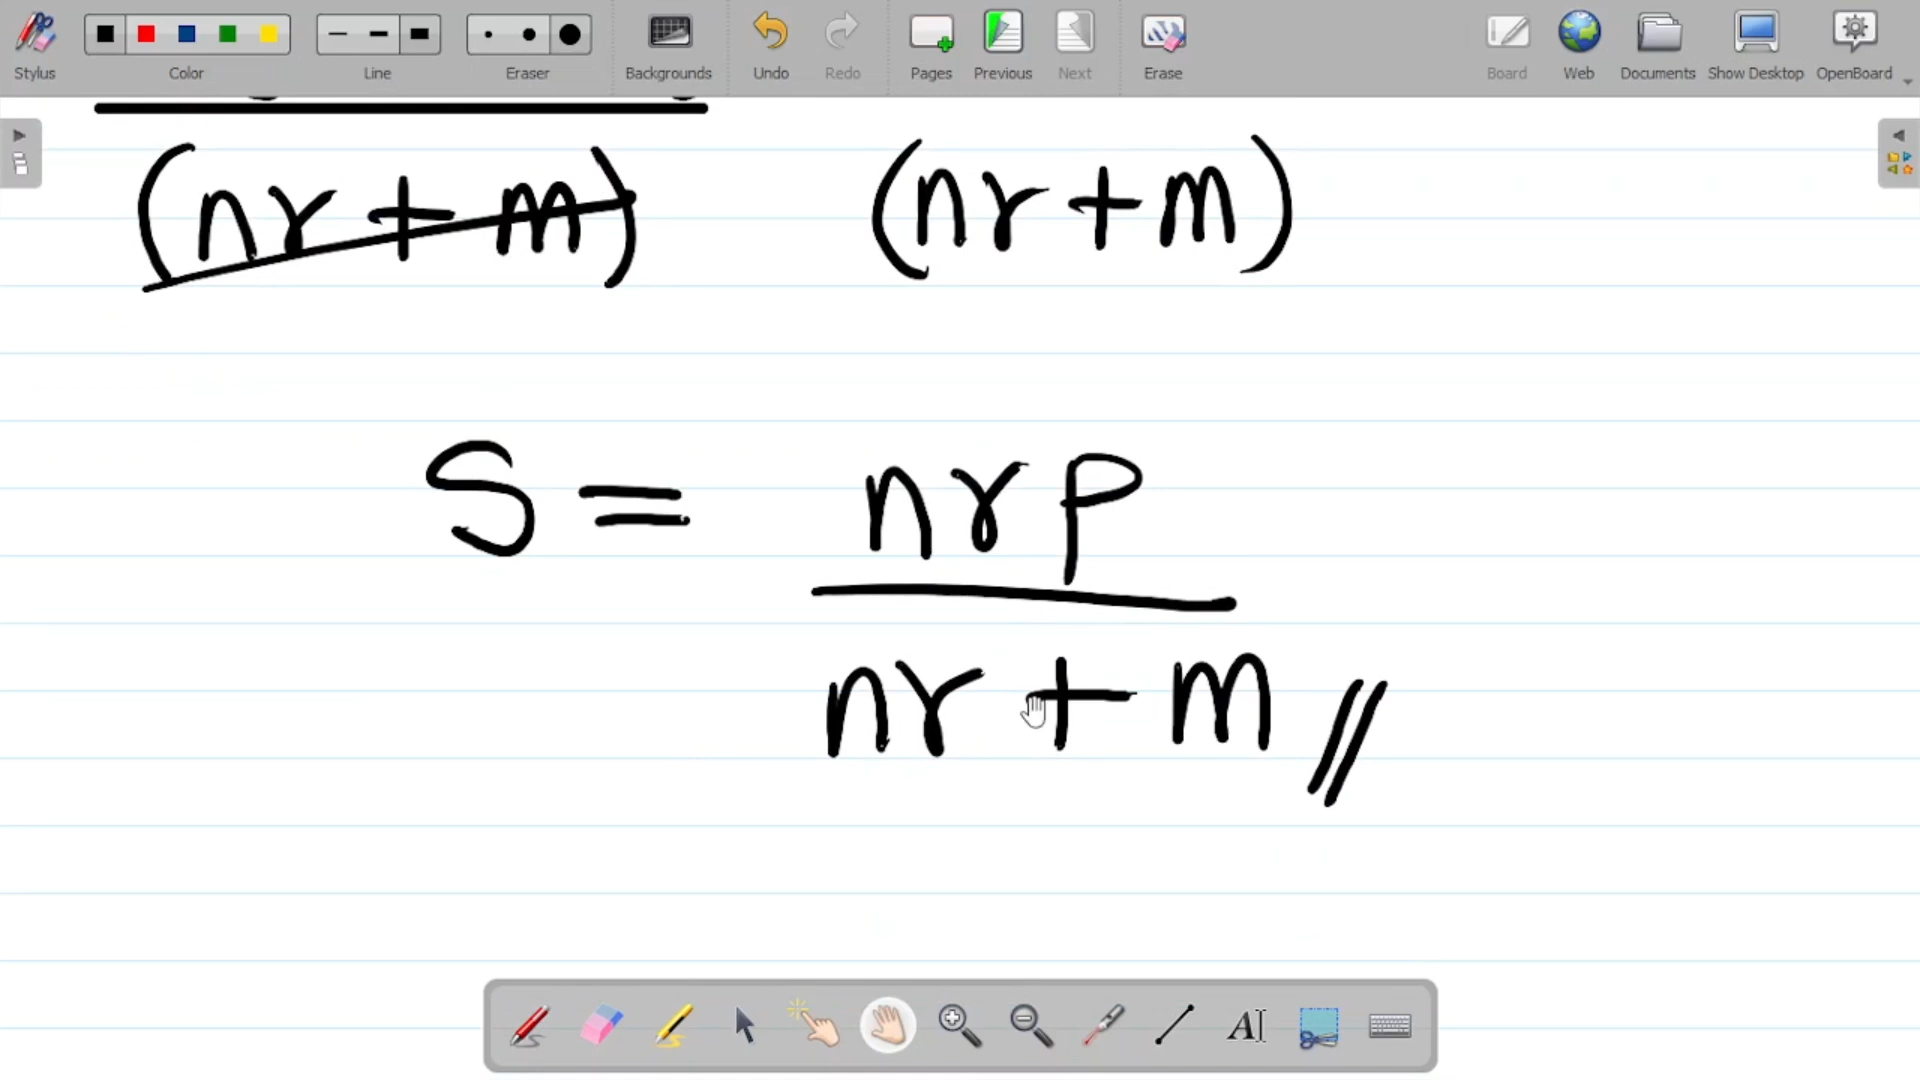 Stylus Color Line Eraser Backgrounds Undo Redo Pages Previous Next Erase Board Web Documents Show Desktop OpenBoard
(nr + m) (nr + m)
S = nrp
nr + m //
AI